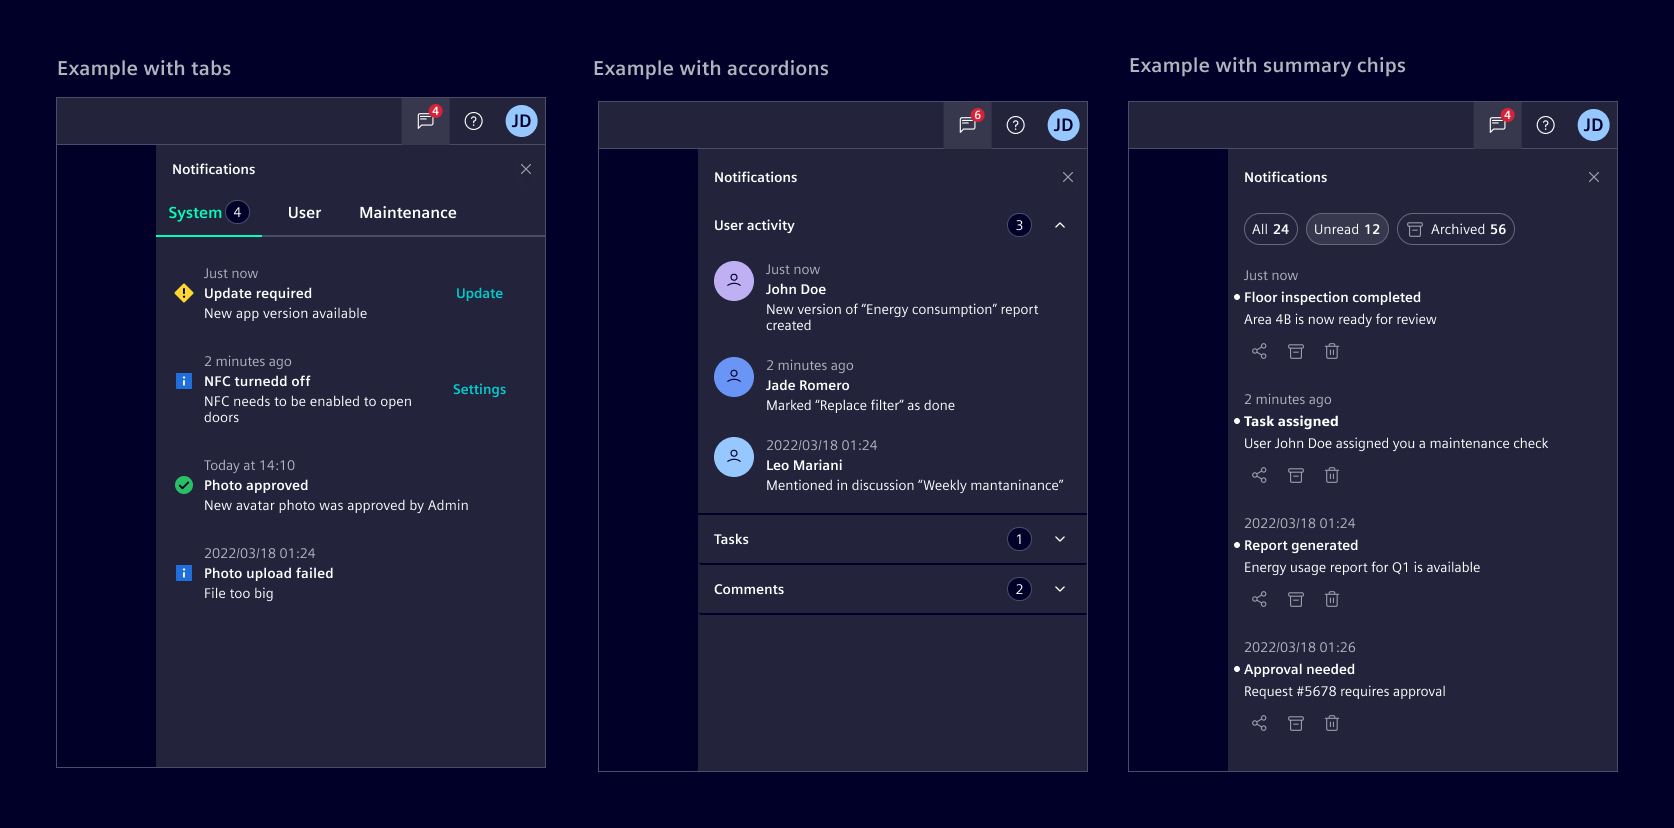 Example with tabs
4
JD
Notifications
System 4 User Maintenance
Just now
Update required
New app version available
Update
2 minutes ago
NFC turnedd off
NFC needs to be enabled to open
doors
Settings
Today at 14:10
Photo approved
New avatar photo was approved by Admin
2022/03/18 01:24
Photo upload failed
File too big
Example with accordions
6
JD
Notifications
User activity 3
Just now
John Doe
New version of “Energy consumption” report
created
2 minutes ago
Jade Romero
Marked “Replace filter” as done
2022/03/18 01:24
Leo Mariani
Mentioned in discussion “Weekly mantaninance”
Tasks 1
Comments 2
Example with summary chips
4
JD
Notifications
All 24 Unread 12 Archived 56
Just now
Floor inspection completed
Area 4B is now ready for review
2 minutes ago
Task assigned
User John Doe assigned you a maintenance check
2022/03/18 01:24
Report generated
Energy usage report for Q1 is available
2022/03/18 01:26
Approval needed
Request #5678 requires approval